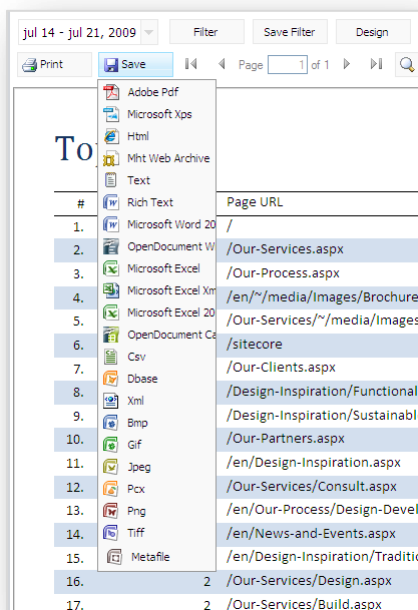 jul 14 - jul 21, 2009 Filter Save Filter Design
Print Save Page 1 of 1
Adobe Pdf
Microsoft Xps
Html
Mht Web Archive
Text
Rich Text
Microsoft Word 20
OpenDocument W
Microsoft Excel
Microsoft Excel Xm
Microsoft Excel 20
OpenDocument Ca
Csv
Dbase
Xml
Bmp
Gif
Jpeg
Pcx
Png
Tiff
Metafile
To
# Page URL
1. /
2. /Our-Services.aspx
3. /Our-Process.aspx
4. /en/~/media/Images/Brochure
5. /Our-Services/~/media/Images
6. /sitecore
7. /Our-Clients.aspx
8. /Design-Inspiration/Functional
9. /Design-Inspiration/Sustainabl
10. /Our-Partners.aspx
11. /en/Design-Inspiration.aspx
12. /Our-Services/Consult.aspx
13. /en/Our-Process/Design-Devel
14. /en/News-and-Events.aspx
15. /en/Design-Inspiration/Traditio
16. 2 /Our-Services/Design.aspx
17. 2 /Our-Services/Build.aspx